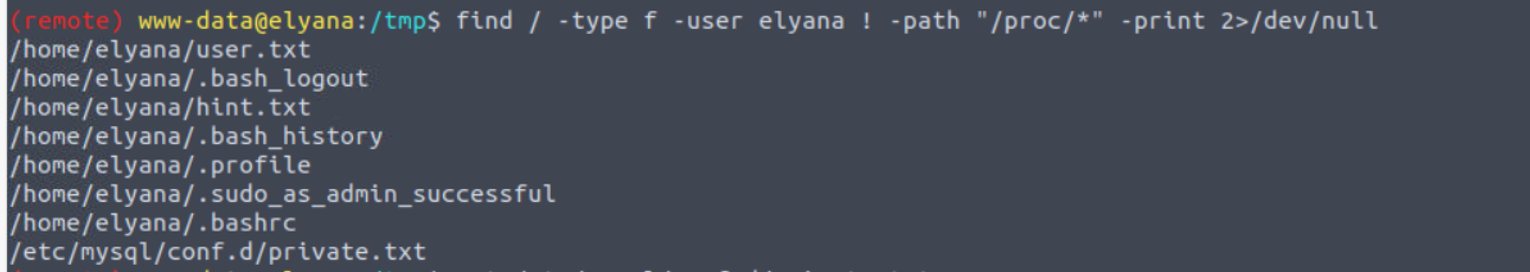 (remote) www-data@elyana:/tmp$ find / -type f -user elyana ! -path "/proc/*" -print 2>/dev/null
/home/elyana/user.txt
/home/elyana/.bash_logout
/home/elyana/hint.txt
/home/elyana/.bash_history
/home/elyana/.profile
/home/elyana/.sudo_as_admin_successful
/home/elyana/.bashrc
/etc/mysql/conf.d/private.txt